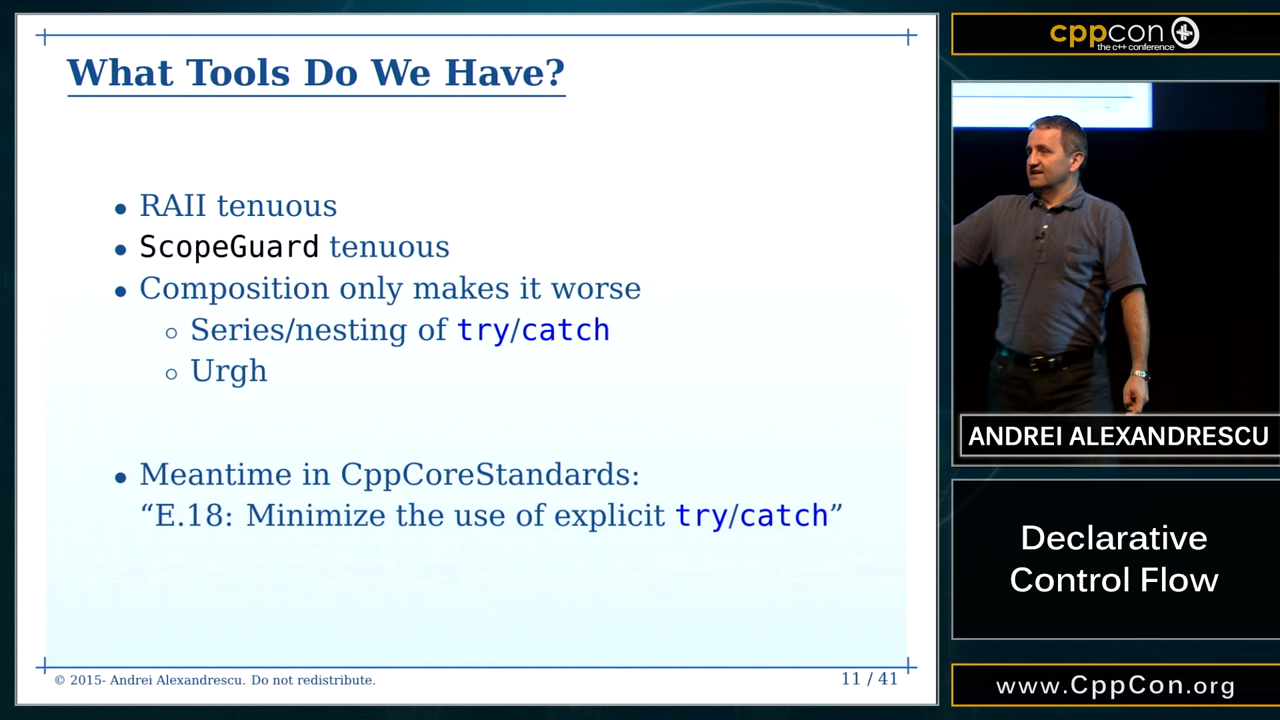 What Tools Do We Have?
• RAII tenuous
• ScopeGuard tenuous
• Composition only makes it worse
○ Series/nesting of try/catch
○ Urgh
• Meantime in CppCoreStandards:
“E.18: Minimize the use of explicit try/catch”
© 2015- Andrei Alexandrescu. Do not redistribute.
11 / 41
cppcon
the c++ conference
ANDREI ALEXANDRESCU
Declarative
Control Flow
www.CppCon.org